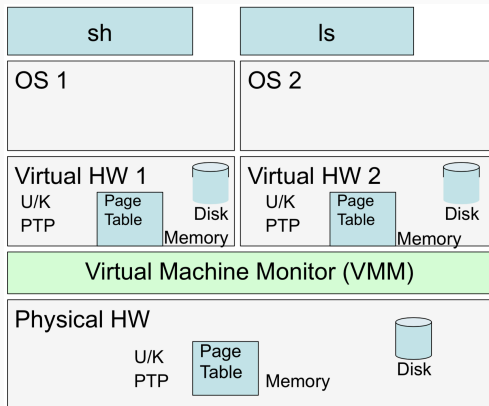 sh
ls
OS 1
OS 2
Virtual HW 1
U/K
PTP
Page
Table
Disk
Memory
Virtual HW 2
U/K
PTP
Page
Table
Disk
Memory
Virtual Machine Monitor (VMM)
Physical HW
U/K
PTP
Page
Table
Memory
Disk